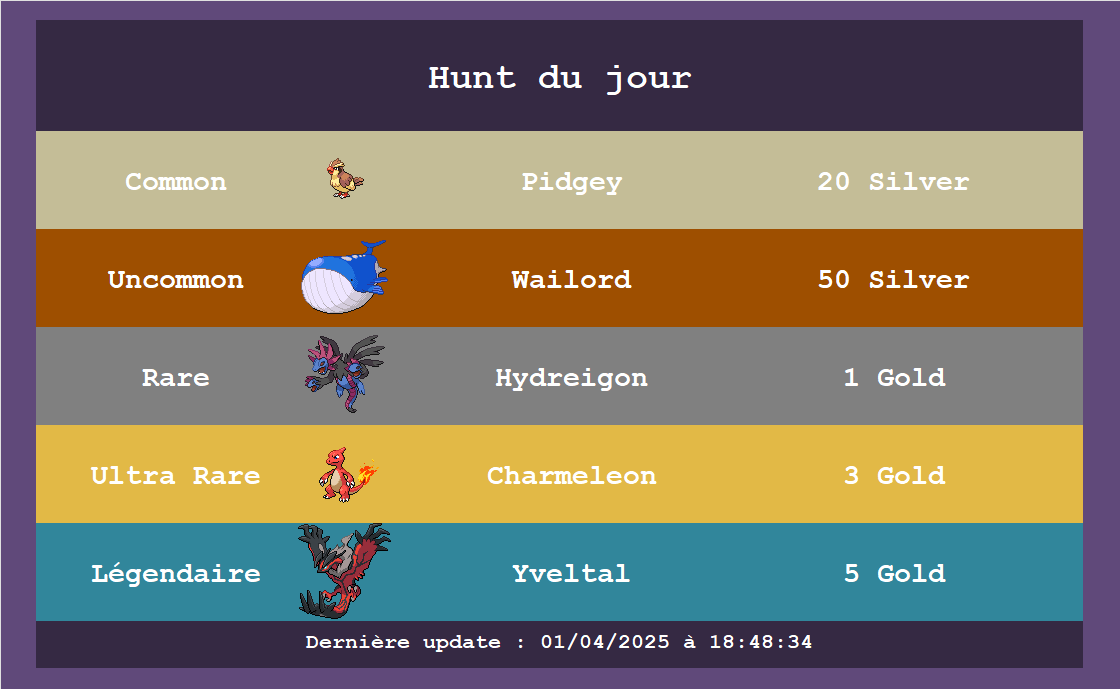 Hunt du jour
Common Pidgey 20 Silver
Uncommon Wailord 50 Silver
Rare Hydreigon 1 Gold
Ultra Rare Charmeleon 3 Gold
Légendaire Yveltal 5 Gold
Dernière update : 01/04/2025 à 18:48:34